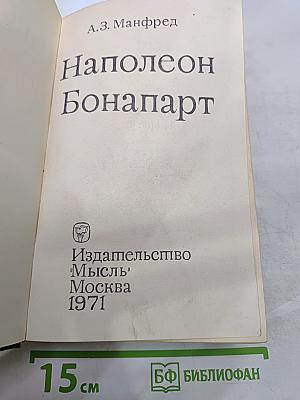 А.З. Манфред
Наполеон
Бонапарт
Издательство
"Мысль"
Москва
1971
15 см
БФ БИБЛИОФАН